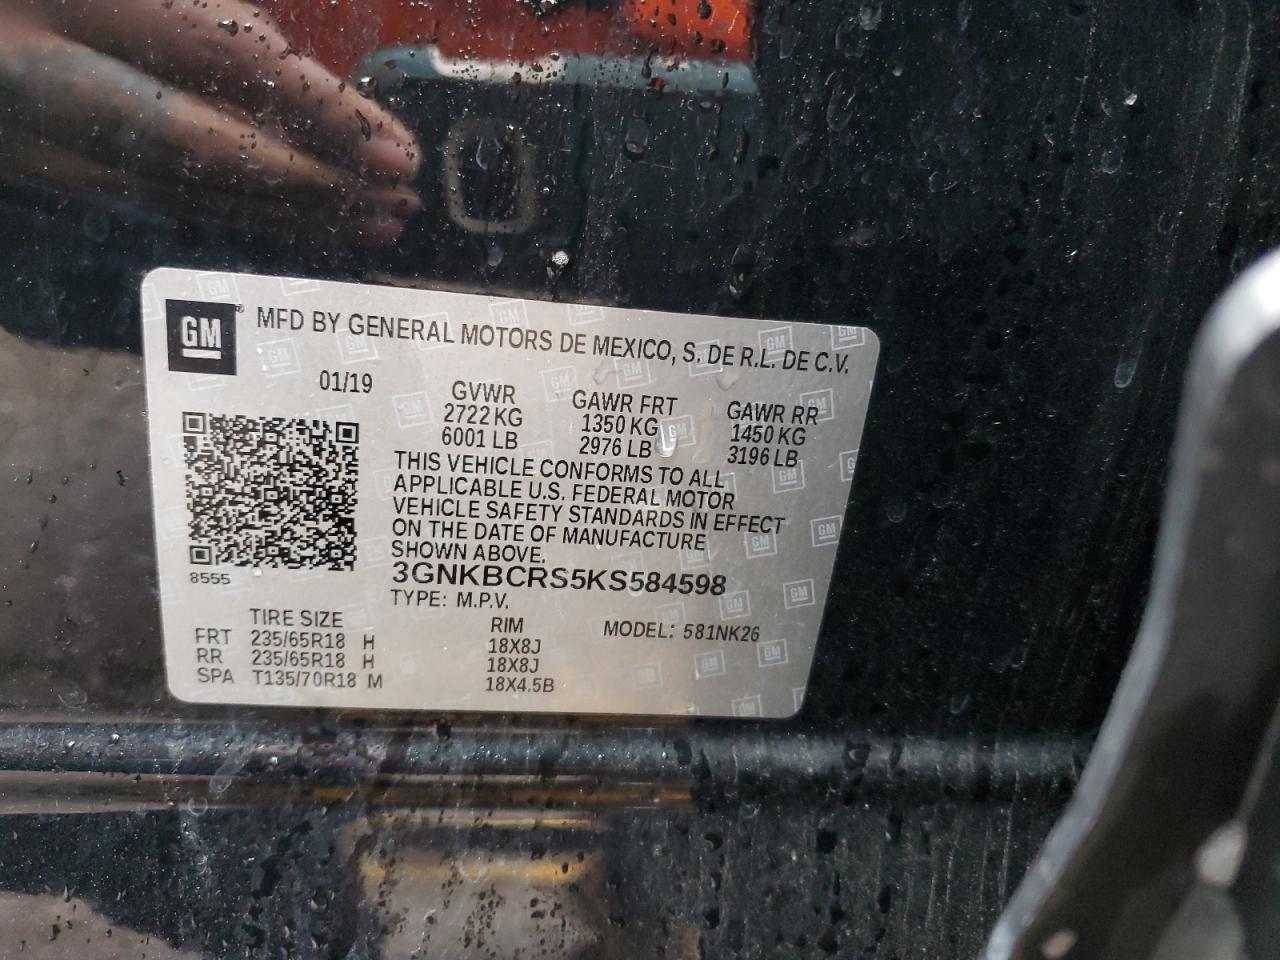 GM
MFD BY GENERAL MOTORS DE MEXICO, S. DE R.L. DE C.V.
01/19
GVWR GAWR FRT GAWR RR
2722 KG 1350 KG 1450 KG
6001 LB 2976 LB 3196 LB
THIS VEHICLE CONFORMS TO ALL
APPLICABLE U.S. FEDERAL MOTOR
VEHICLE SAFETY STANDARDS IN EFFECT
ON THE DATE OF MANUFACTURE
SHOWN ABOVE.
8555
3GNKBCRS5KS584598
TYPE: M.P.V.
TIRE SIZE RIM MODEL: 581NK26
FRT 235/65R18 H 18X8J
RR 235/65R18 H 18X8J
SPA T135/70R18 M 18X4.5B